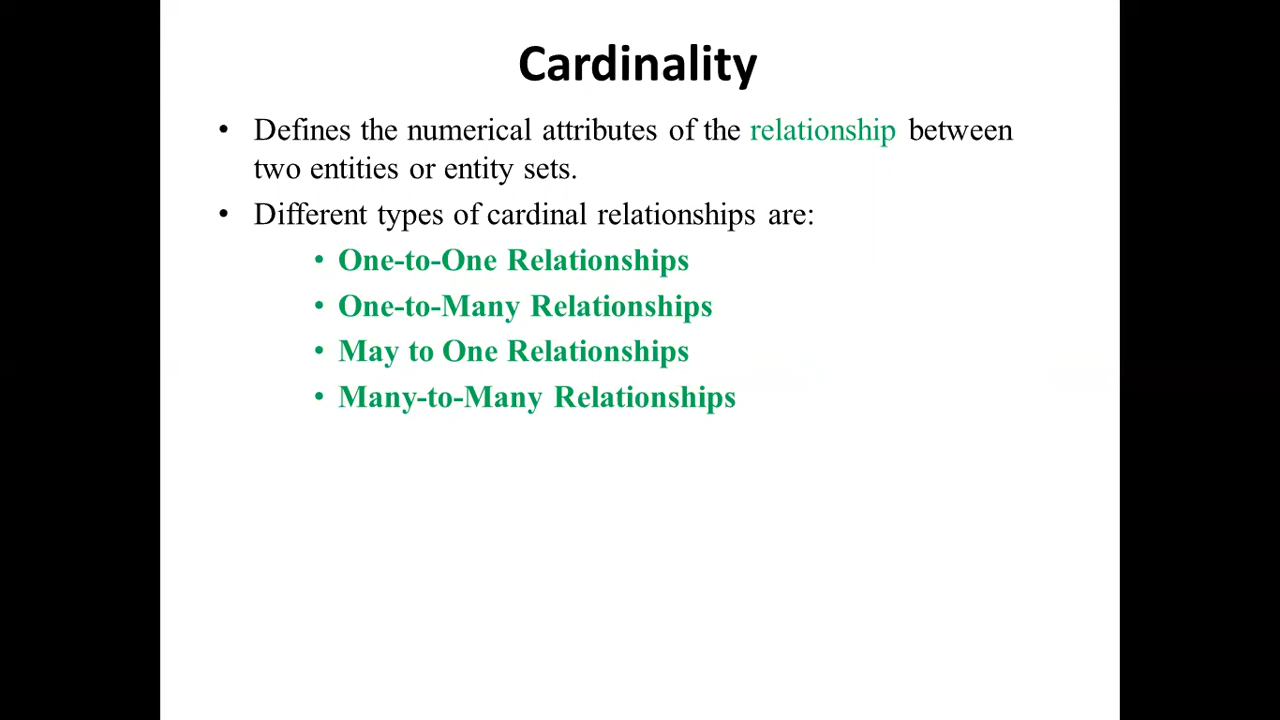 Cardinality
• Defines the numerical attributes of the relationship between
two entities or entity sets.
• Different types of cardinal relationships are:
• One-to-One Relationships
• One-to-Many Relationships
• May to One Relationships
• Many-to-Many Relationships